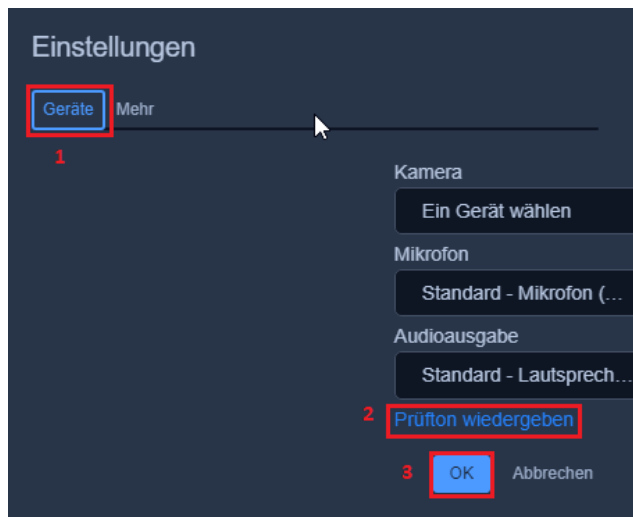 Einstellungen
Geräte Mehr
1
Kamera
Ein Gerät wählen
Mikrofon
Standard - Mikrofon (...
Audioausgabe
Standard - Lautsprech...
2 Prüfton wiedergeben
3 OK Abbrechen